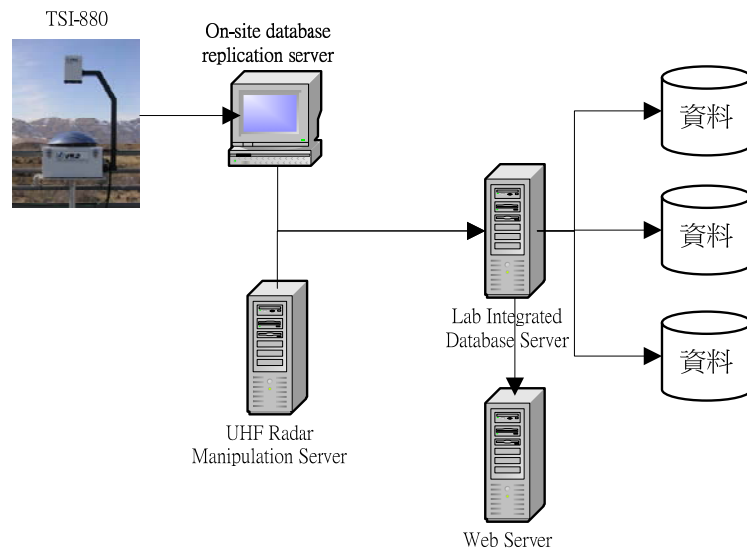 TSI-880
On-site database
replication server
資料
資料
資料
Lab Integrated
Database Server
UHF Radar
Manipulation Server
Web Server